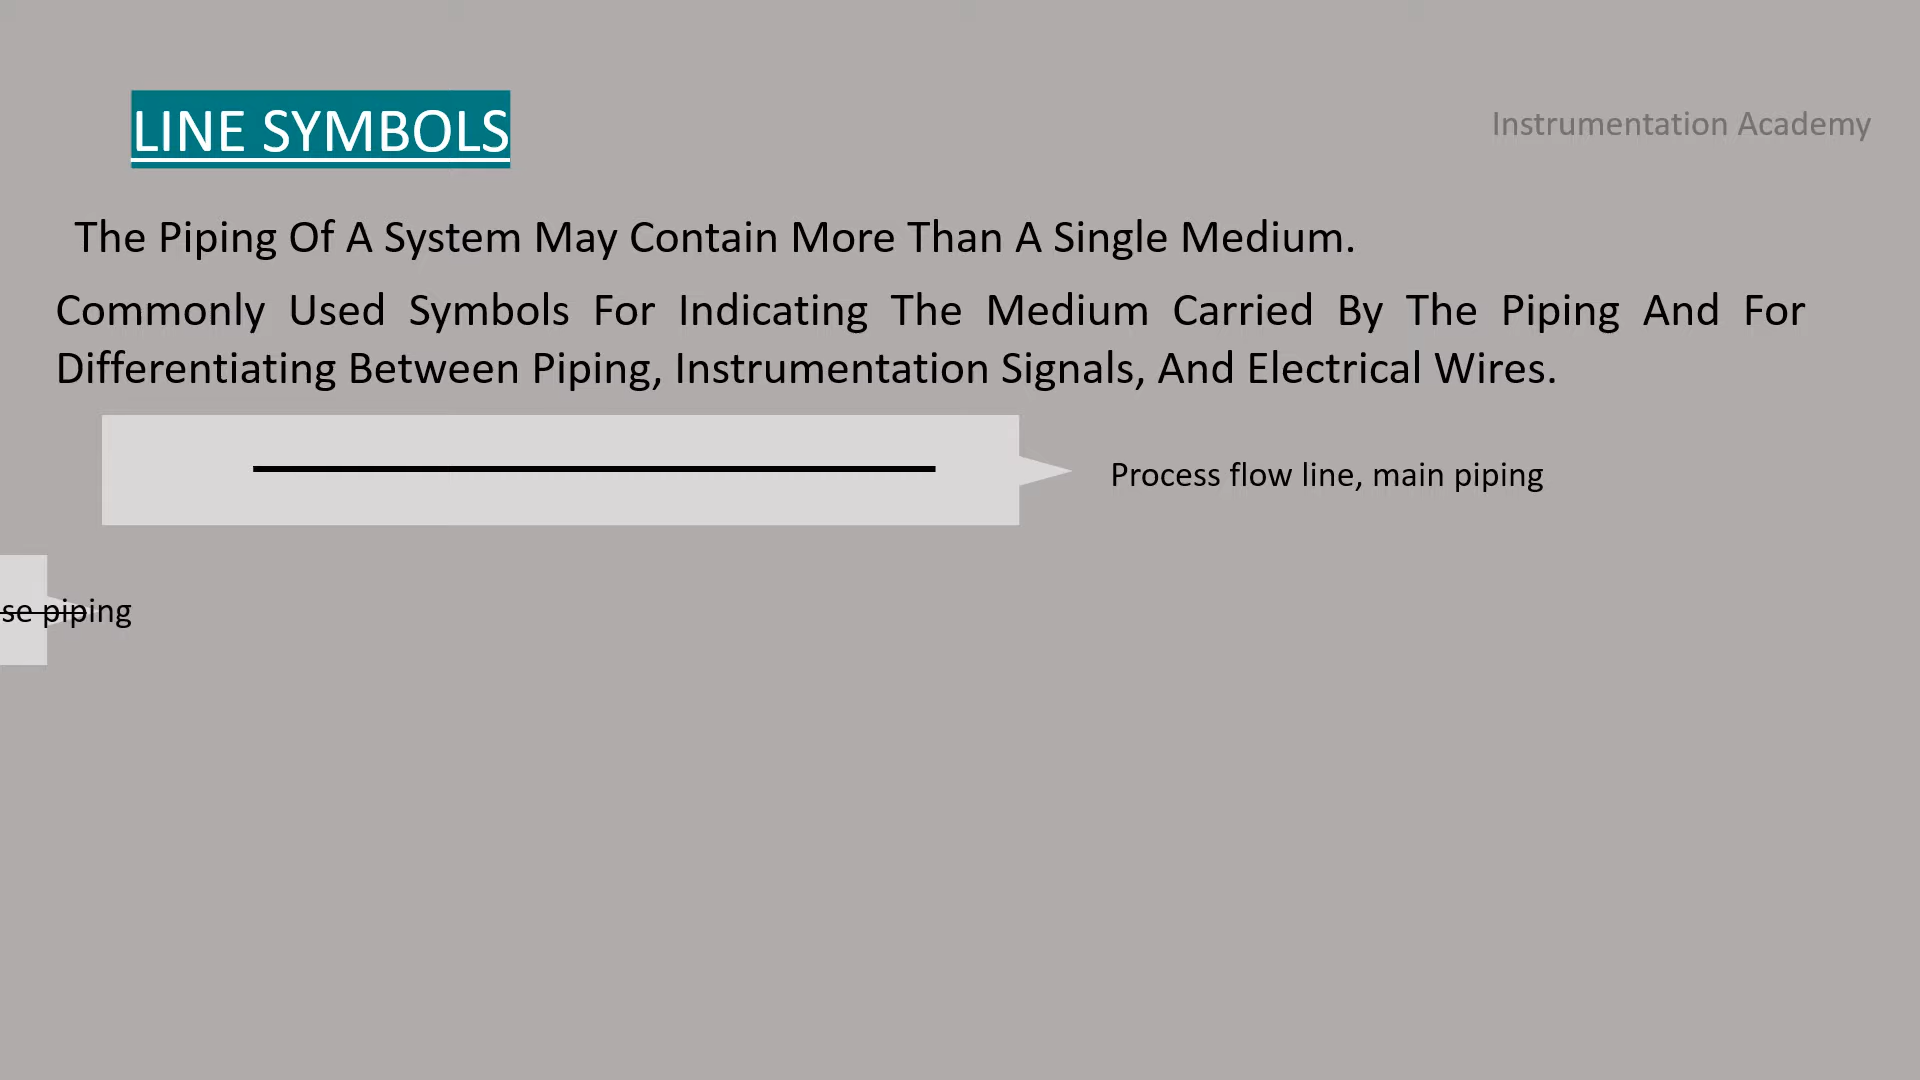 LINE SYMBOLS
Instrumentation Academy
The Piping Of A System May Contain More Than A Single Medium.
Commonly Used Symbols For Indicating The Medium Carried By The Piping And For
Differentiating Between Piping, Instrumentation Signals, And Electrical Wires.
Process flow line, main piping
se piping